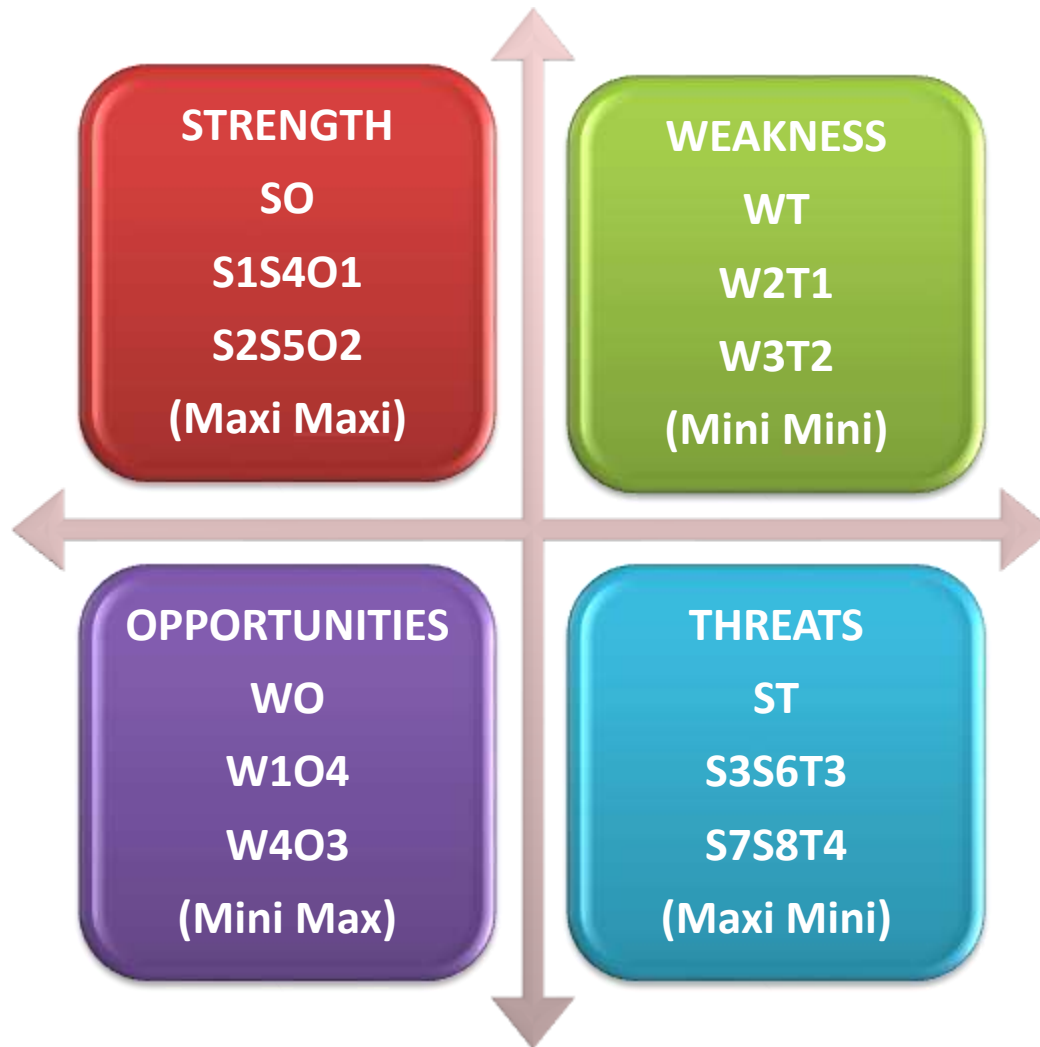 STRENGTH
SO
S1S4O1
S2S5O2
(Maxi Maxi)
WEAKNESS
WT
W2T1
W3T2
(Mini Mini)
OPPORTUNITIES
WO
W1O4
W4O3
(Mini Max)
THREATS
ST
S3S6T3
S7S8T4
(Maxi Mini)